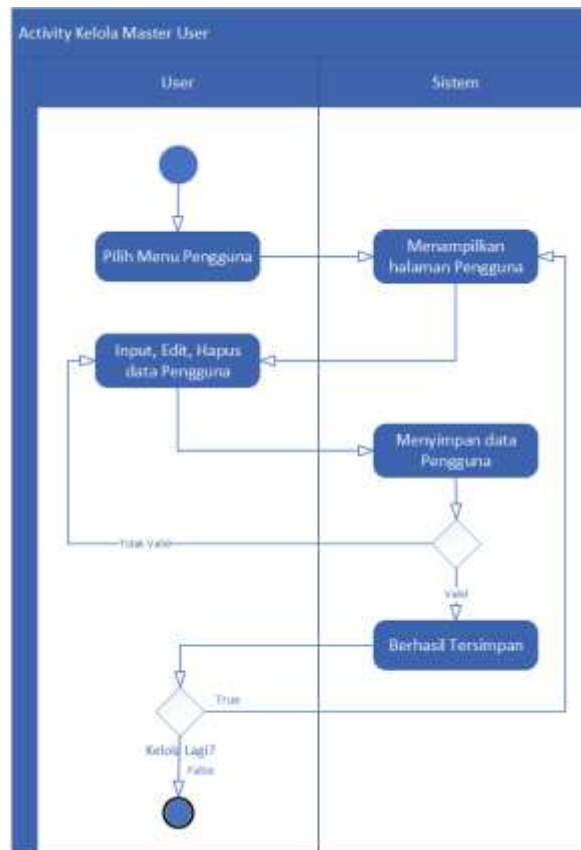 Activity Kelola Master User
User
Sistem
Pilih Menu Pengguna
Menampilkan
halaman Pengguna
Input, Edit, Hapus
data Pengguna
Menyimpan data
Pengguna
Tidak Valid
Valid
Berhasil Tersimpan
True
Kelola Lagi?
False